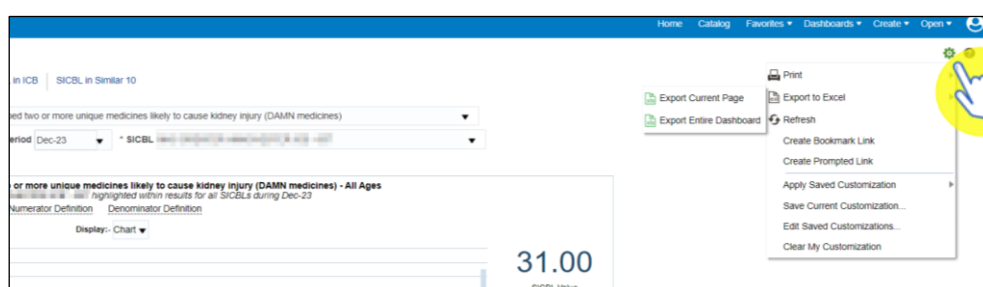 Home Catalog Favorites Dashboards Create Open
in ICB SICBL in Similar 10
Print
ed two or more unique medicines likely to cause kidney injury (DAMN medicines)
Export Current Page
Export to Excel
Export Entire Dashboard
Refresh
eriod Dec-23 * SICBL
Create Bookmark Link
Create Prompted Link
or more unique medicines likely to cause kidney injury (DAMN medicines) - All Ages
Apply Saved Customization
highlighted within results for all SICBLs during Dec-23
Numerator Definition Denominator Definition
Save Current Customization...
Display:- Chart
Edit Saved Customizations...
Clear My Customization
31.00
SICBL Value